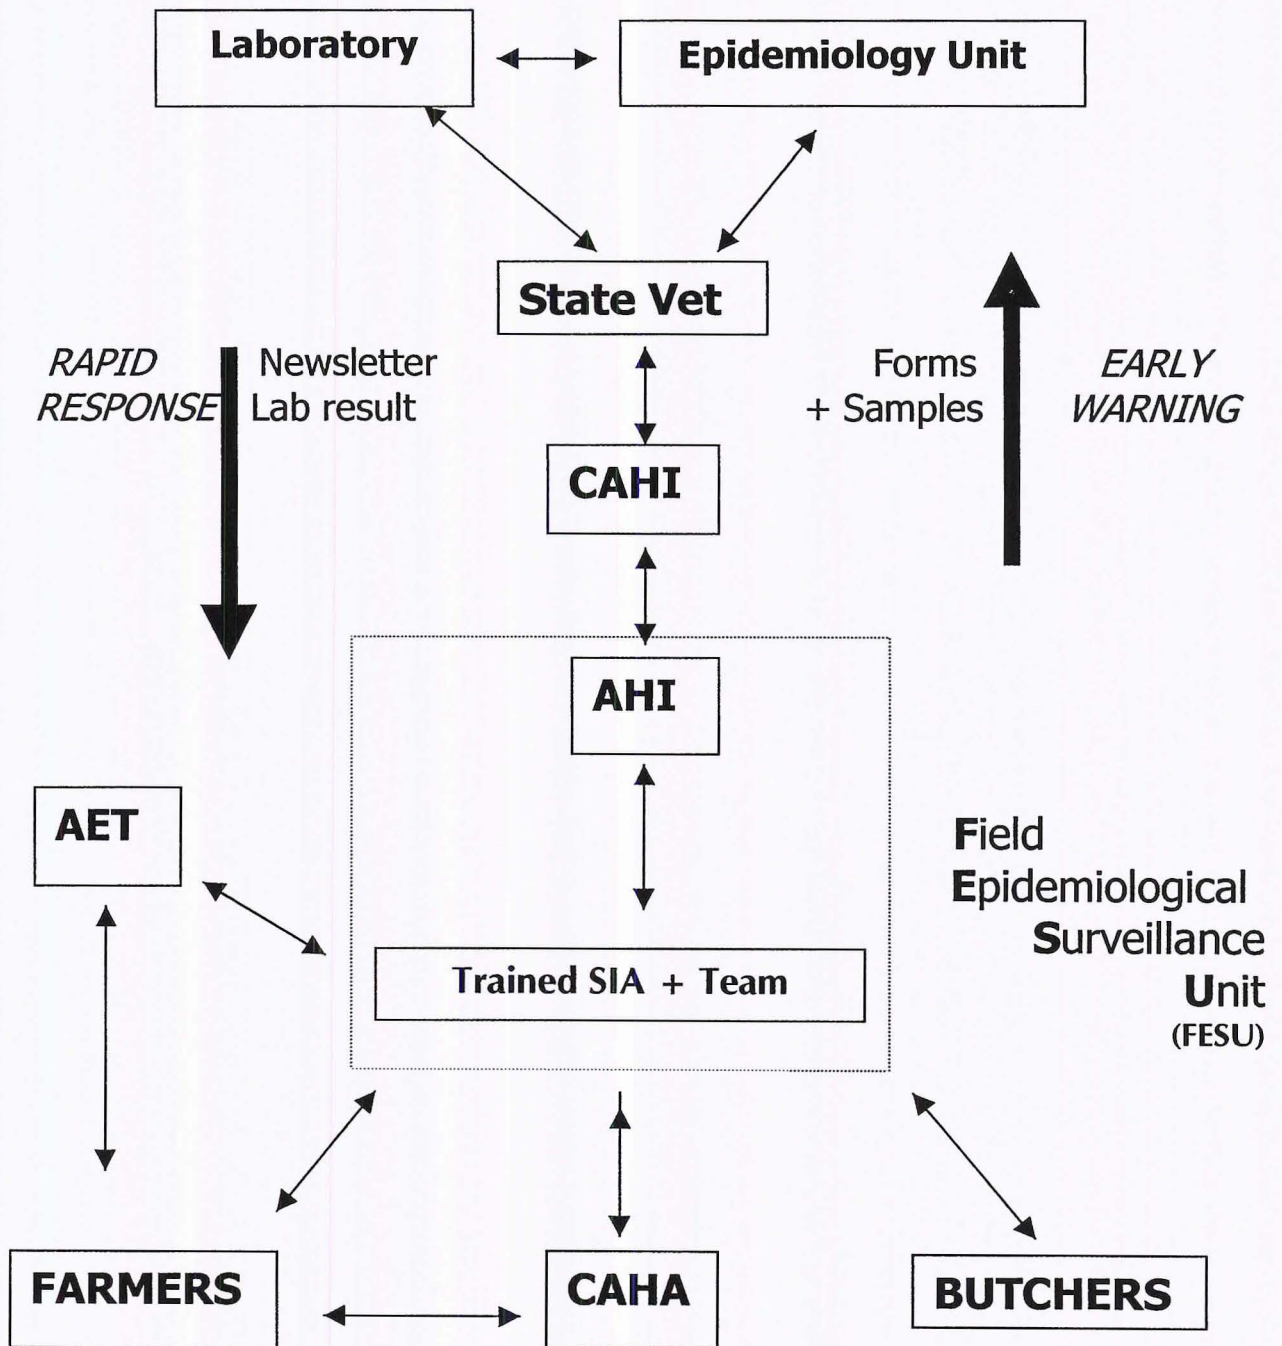 Laboratory
Epidemiology Unit
State Vet
RAPID
RESPONSE
Newsletter
Lab result
Forms
+ Samples
EARLY
WARNING
CAHI
AHI
AET
Trained SIA + Team
Field
Epidemiological
Surveillance
Unit
(FESU)
FARMERS
CAHA
BUTCHERS